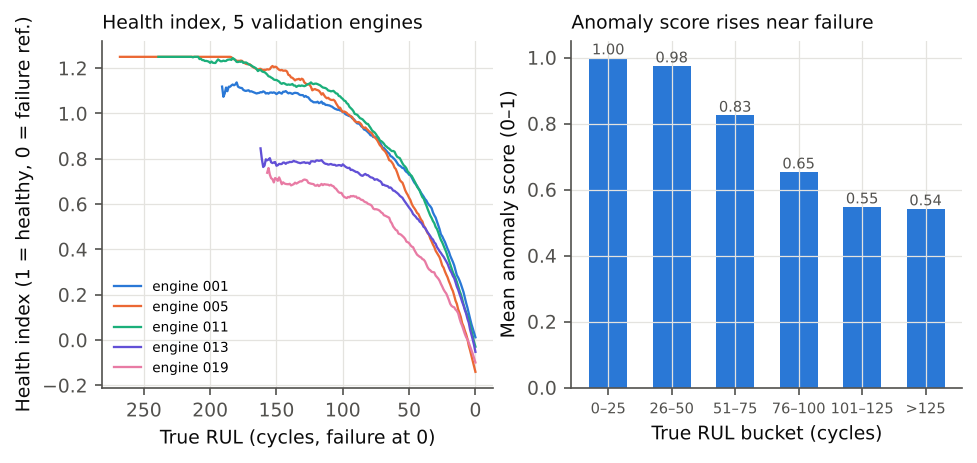 Health index, 5 validation engines
Health index (1 = healthy, 0 = failure ref.)
1.2
1.0
0.8
0.6
0.4
0.2
0.0
−0.2
engine 001
engine 005
engine 011
engine 013
engine 019
250 200 150 100 50 0
True RUL (cycles, failure at 0)
Anomaly score rises near failure
Mean anomaly score (0–1)
1.0
0.8
0.6
0.4
0.2
0.0
1.00
0.98
0.83
0.65
0.55
0.54
0–25 26–50 51–75 76–100 101–125 >125
True RUL bucket (cycles)